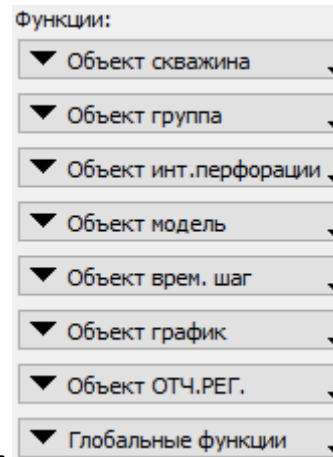 Функции:
Объект скважина
Объект группа
Объект инт.перфорации
Объект модель
Объект врем. шаг
Объект график
Объект ОТЧ.РЕГ.
Глобальные функции